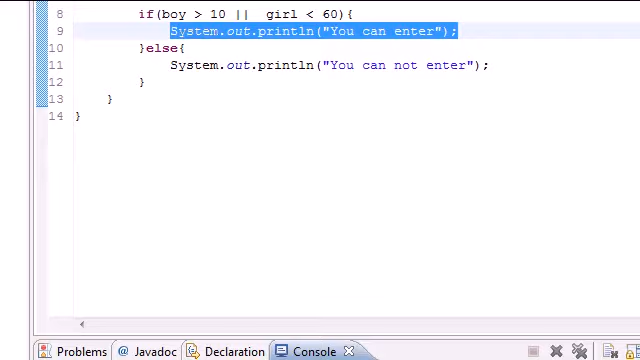 8 if(boy > 10 || girl < 60){
9 System.out.println("You can enter");
10 }else{
11 System.out.println("You can not enter");
12 }
13 }
14 }
Problems @ Javadoc Declaration Console